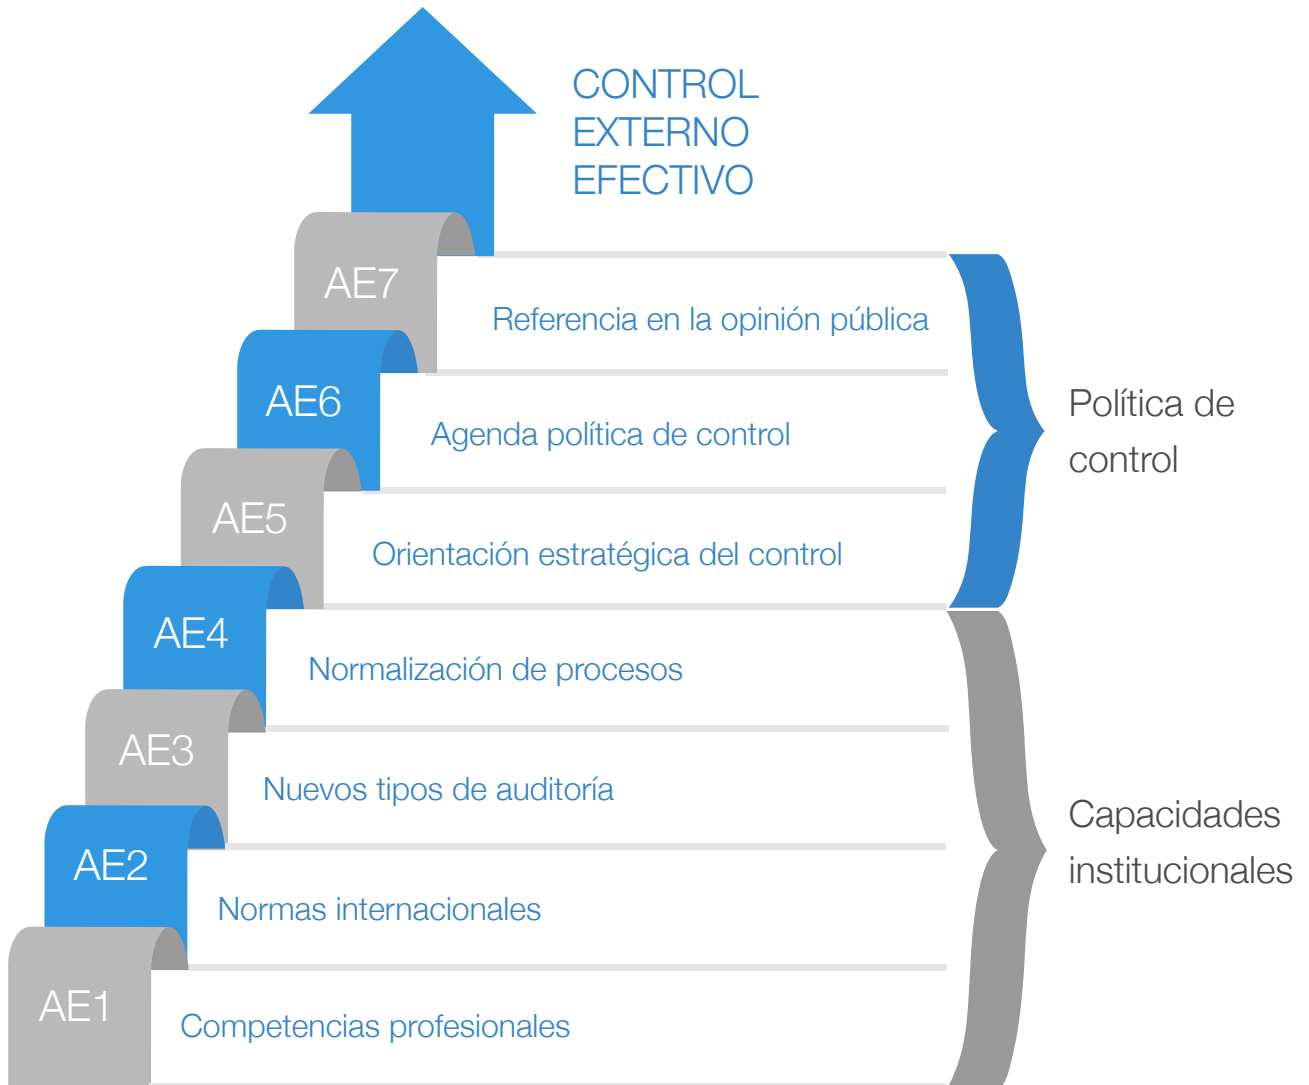 CONTROL
EXTERNO
EFECTIVO
AE7
Referencia en la opinión pública
AE6
Agenda política de control
AE5
Orientación estratégica del control
Política de
control
AE4
Normalización de procesos
AE3
Nuevos tipos de auditoría
AE2
Normas internacionales
AE1
Competencias profesionales
Capacidades
institucionales